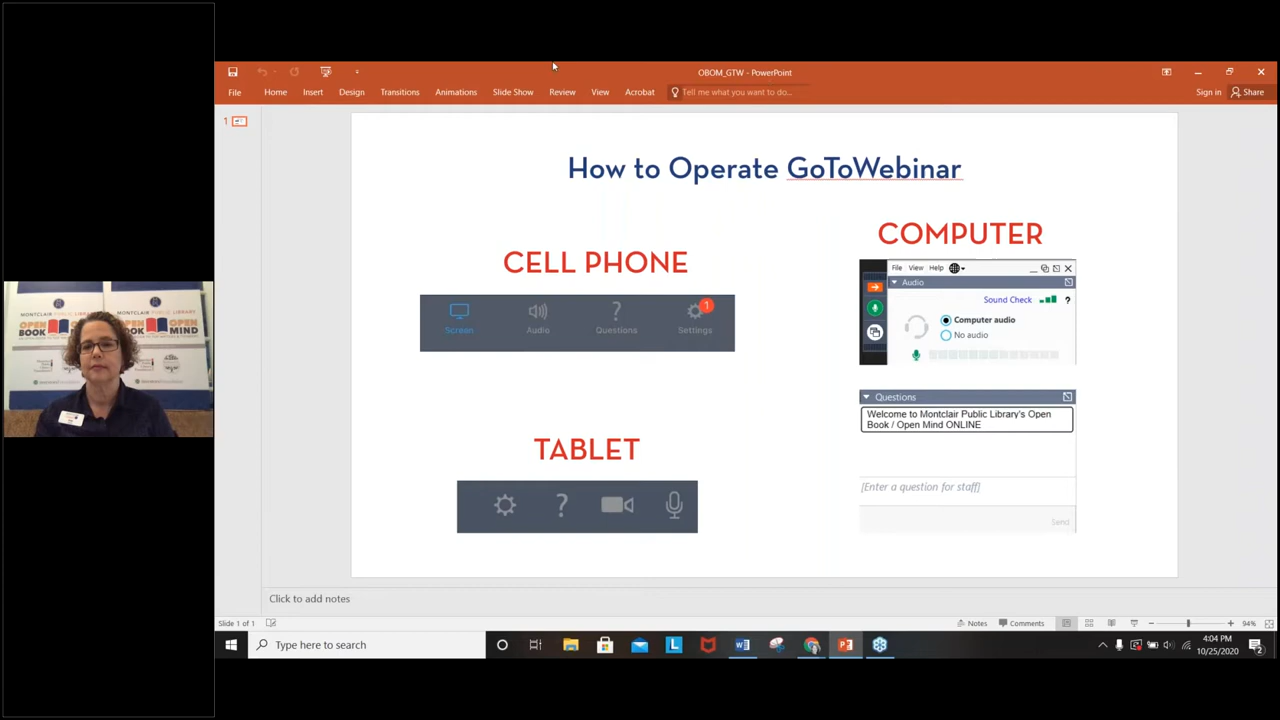 OBOM_GTW - PowerPoint
File Home Insert Design Transitions Animations Slide Show Review View Acrobat Tell me what you want to do... Sign in Share
1
How to Operate GoToWebinar
CELL PHONE
1
Screen Audio Questions Settings
TABLET
?
COMPUTER
File View Help
Audio
Sound Check ?
Computer audio
No audio
Questions
Welcome to Montclair Public Library's Open
Book / Open Mind ONLINE
[Enter a question for staff]
Send
MONTCLAIR PUBLIC LIBRARY
OPEN BOOK OPEN MIND
Click to add notes
Slide 1 of 1 Notes Comments 94%
Type here to search
4:04 PM
10/25/2020
2